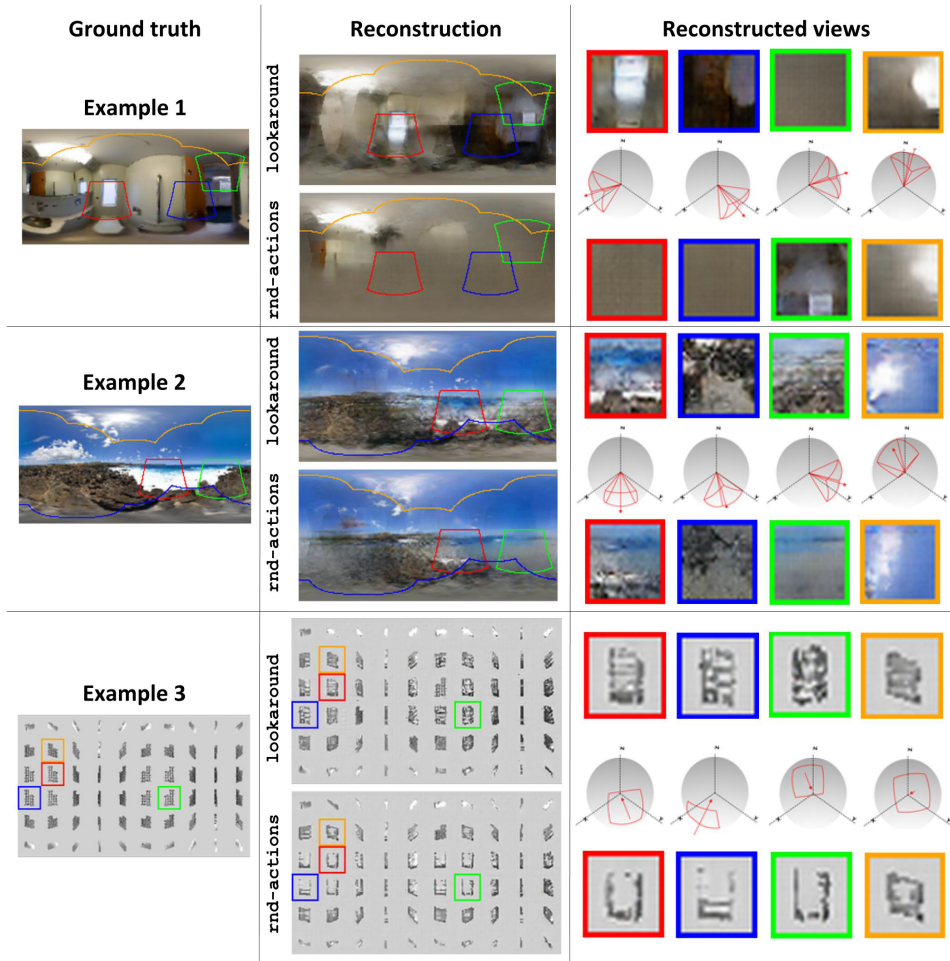 Ground truth
Reconstruction
Reconstructed views
Example 1
lookaround
rnd-actions
Example 2
lookaround
rnd-actions
Example 3
lookaround
rnd-actions